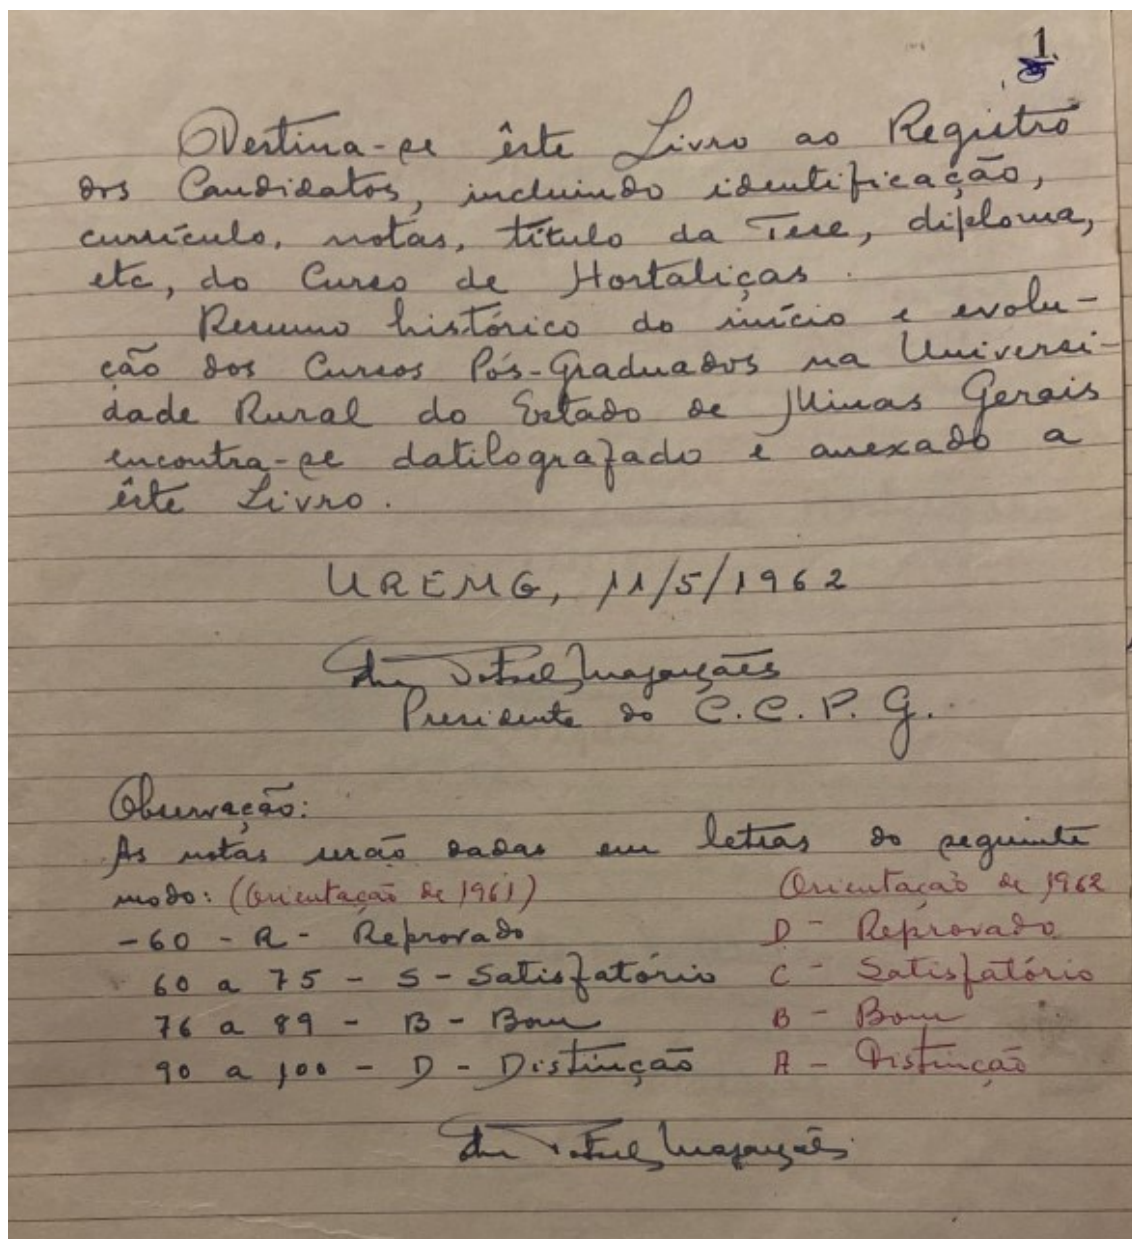 1.
Destina-se êste Livro ao Registro
dos Candidatos, incluindo identificação,
currículo, notas, título da Tese, diploma,
etc, do Curso de Hortaliças.
Resumo histórico do início e evolu-
ção dos Cursos Pós-Graduados na Universi-
dade Rural do Estado de Minas Gerais
encontra-se datilografado e anexado a
êste Livro.
UREMG, 11/5/1962
Magalhães
Presidente do C.C.P.G.
Observação:
As notas serão dadas em letras do seguinte
modo: (Orientação de 1961) Orientação de 1962
-60 - R - Reprovado D - Reprovado
60 a 75 - S - Satisfatório C - Satisfatório
76 a 89 - B - Bom B - Bom
90 a 100 - D - Distinção A - Distinção
Magalhães